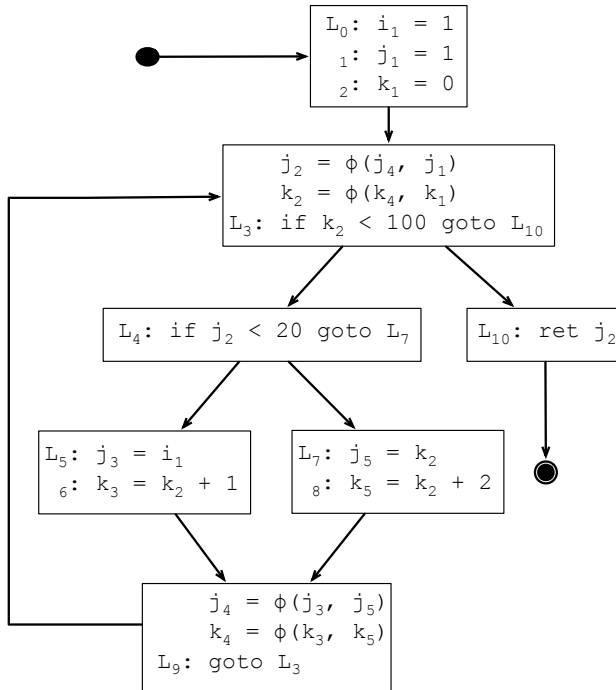 L₀: i₁ = 1
₁: j₁ = 1
₂: k₁ = 0
j₂ = ϕ(j₄, j₁)
k₂ = ϕ(k₄, k₁)
L₃: if k₂ < 100 goto L₁₀
L₄: if j₂ < 20 goto L₇
L₁₀: ret j₂
L₅: j₃ = i₁
₆: k₃ = k₂ + 1
L₇: j₅ = k₂
₈: k₅ = k₂ + 2
j₄ = ϕ(j₃, j₅)
k₄ = ϕ(k₃, k₅)
L₉: goto L₃